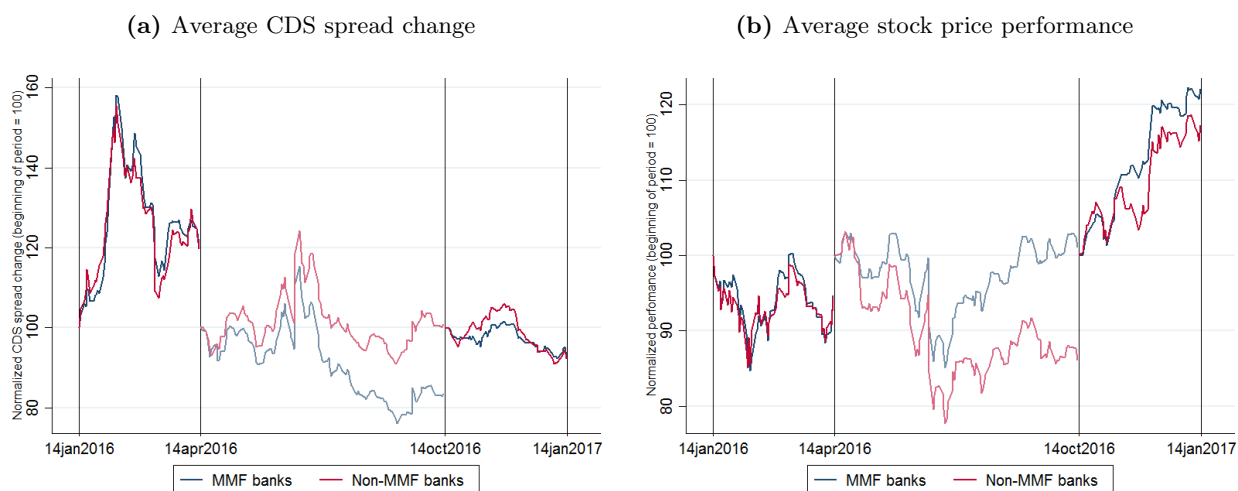 (a) Average CDS spread change
Normalized CDS spread change (beginning of period = 100)
160
140
120
100
80
14jan2016
14apr2016
14oct2016
14jan2017
MMF banks
Non-MMF banks
(b) Average stock price performance
Normalized performance (beginning of period = 100)
120
110
100
90
80
14jan2016
14apr2016
14oct2016
14jan2017
MMF banks
Non-MMF banks